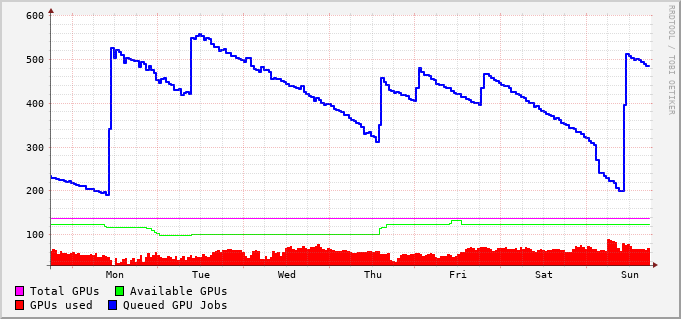 600
500
400
300
200
100
Mon Tue Wed Thu Fri Sat Sun
Total GPUs Available GPUs
GPUs used Queued GPU Jobs
RRDTOOL / TOBI OETIKER